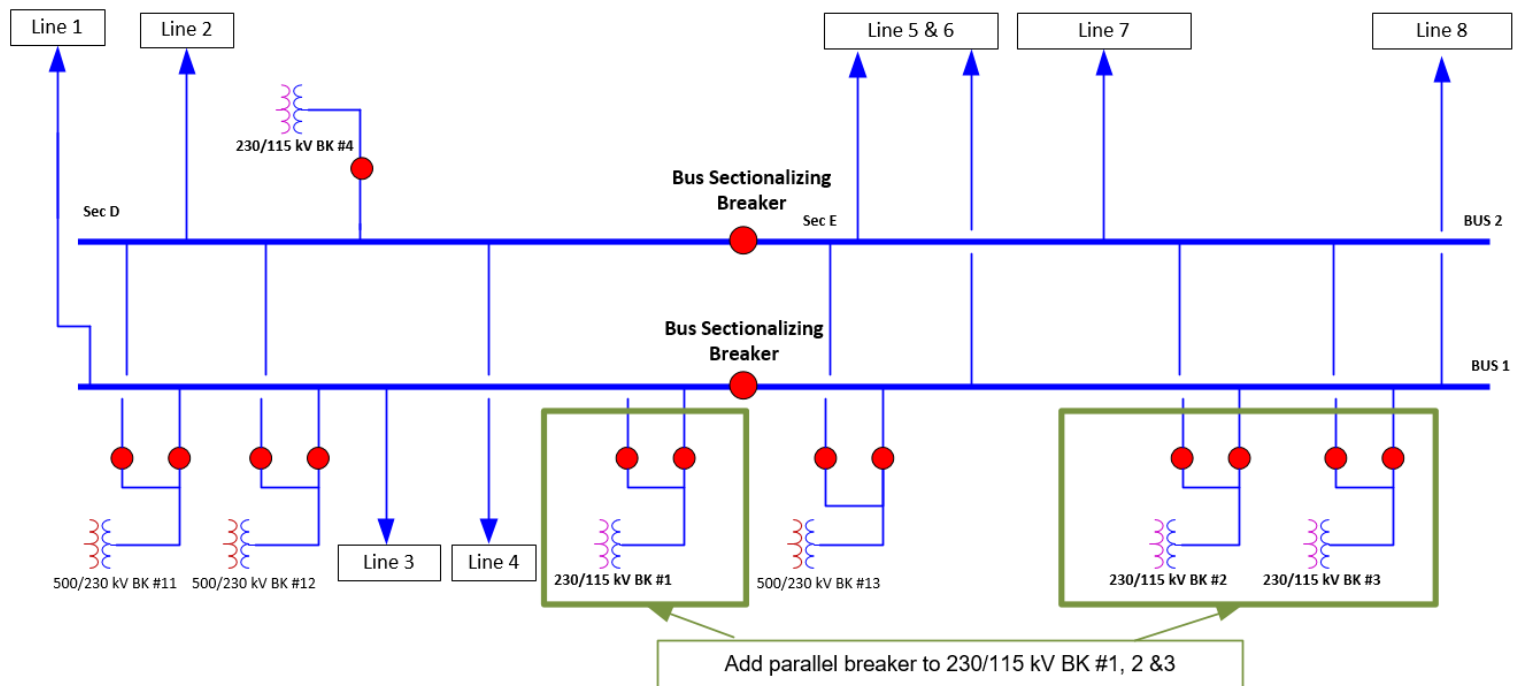 Line 1
Line 2
Line 5 & 6
Line 7
Line 8
230/115 kV BK #4
Bus Sectionalizing
Breaker
Sec D
Sec E
BUS 2
Bus Sectionalizing
Breaker
BUS 1
Line 3
Line 4
500/230 kV BK #11
500/230 kV BK #12
230/115 kV BK #1
500/230 kV BK #13
230/115 kV BK #2
230/115 kV BK #3
Add parallel breaker to 230/115 kV BK #1, 2 &3